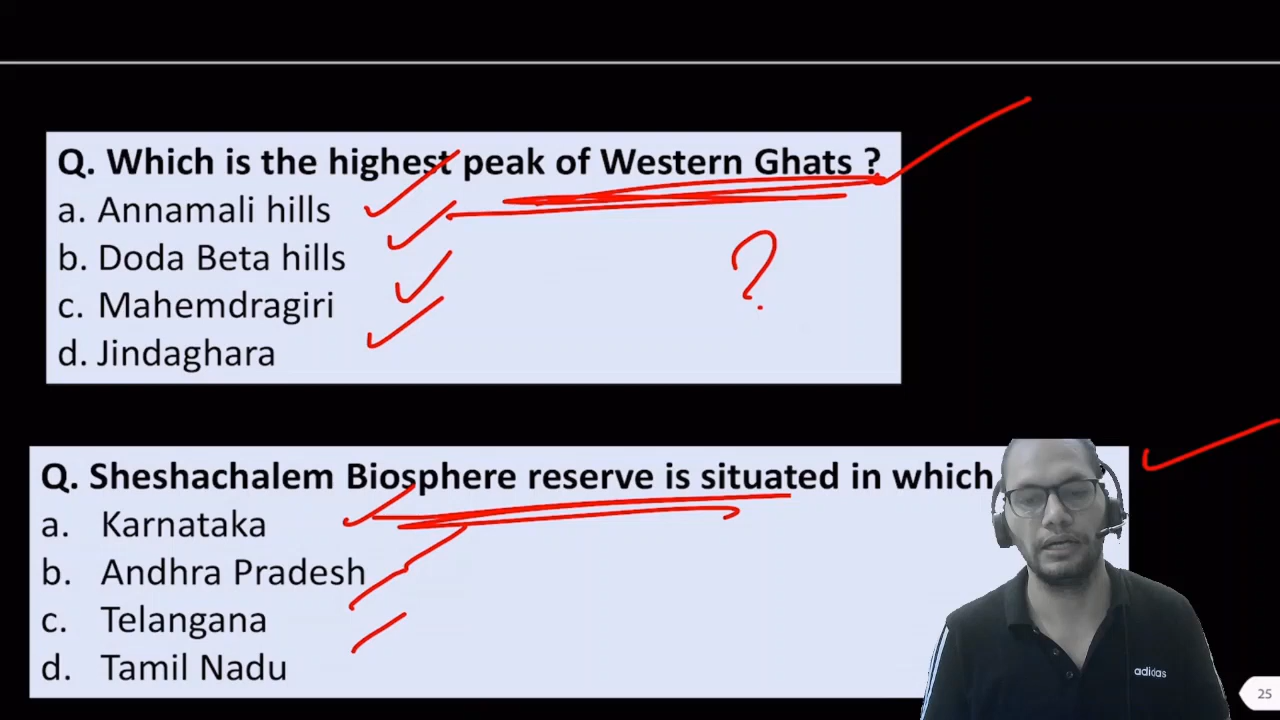 Q. Which is the highest peak of Western Ghats ?
a. Annamali hills
b. Doda Beta hills
c. Mahemdragiri
d. Jindaghara
?
Q. Sheshachalem Biosphere reserve is situated in which
a. Karnataka
b. Andhra Pradesh
c. Telangana
d. Tamil Nadu
adidas
25